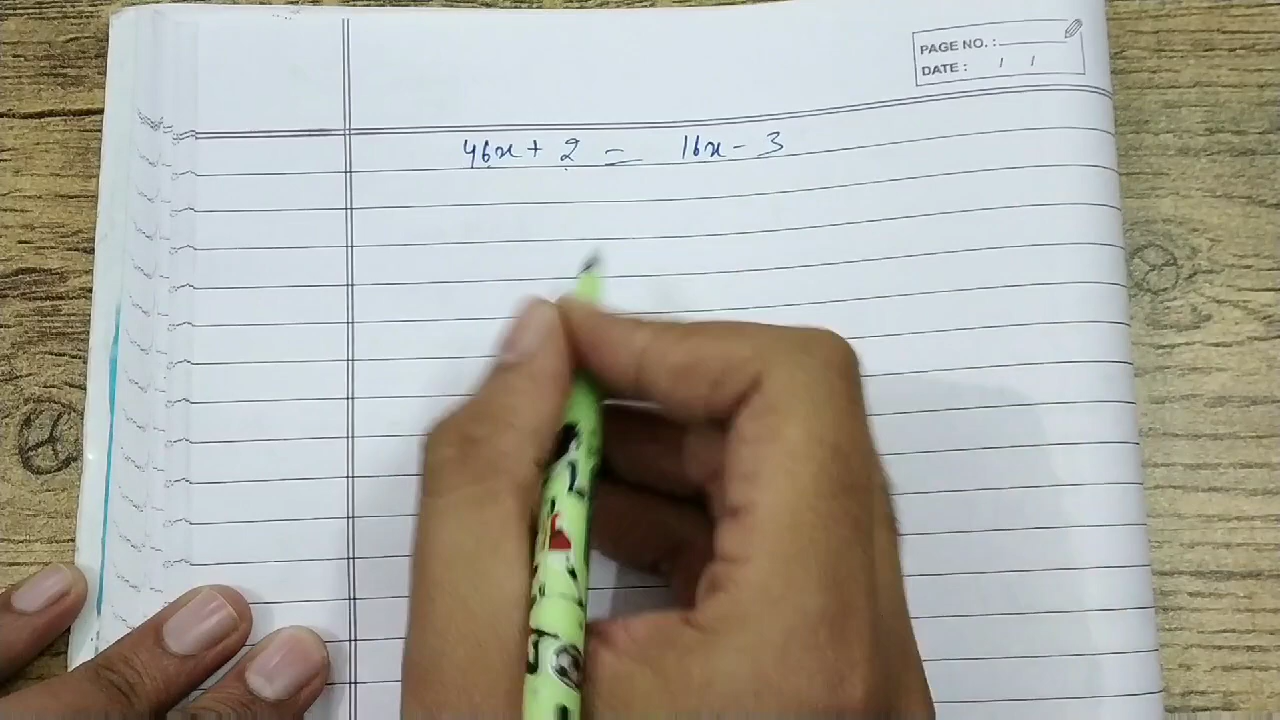 PAGE NO. :
DATE : / /
46x + 2 = 16x - 3